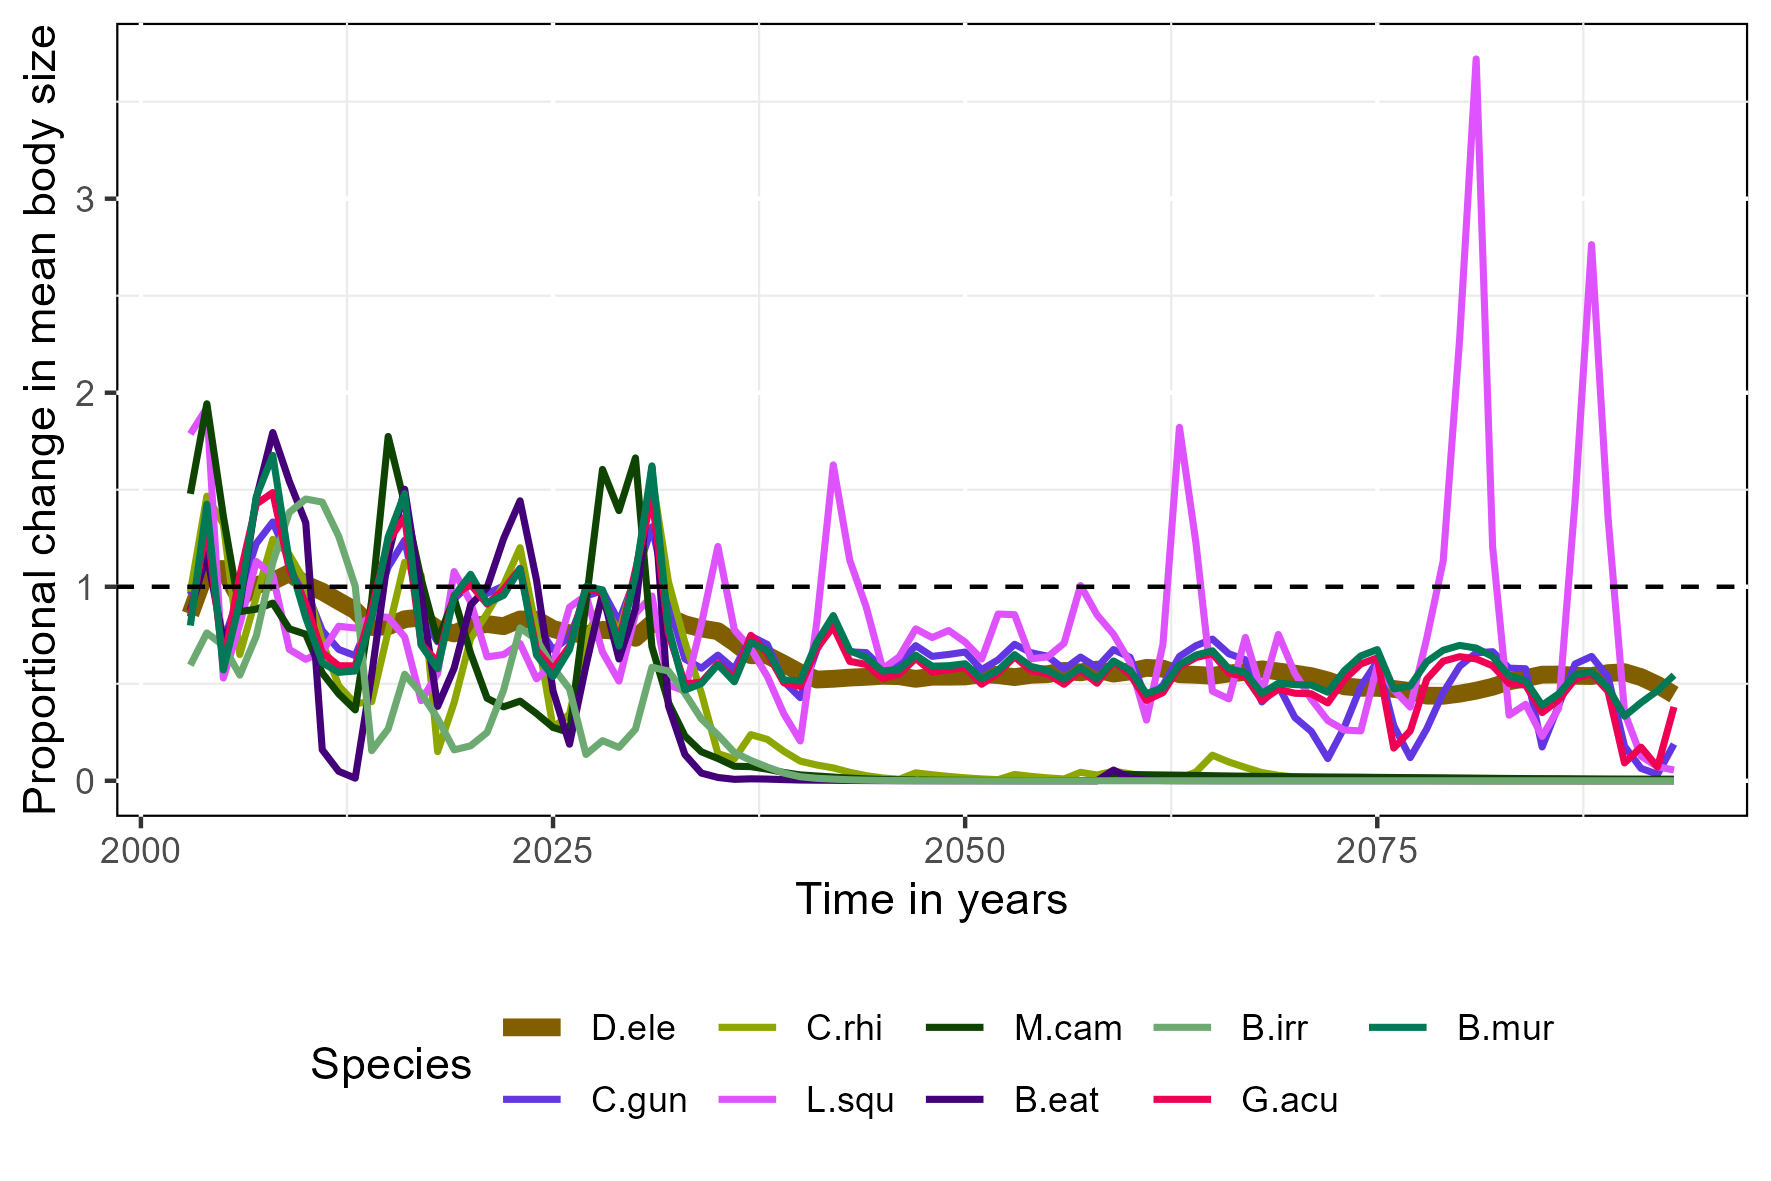 Proportional change in mean body size
3
2
1
0
2000 2025 2050 2075
Time in years
Species
D.ele C.rhi M.cam B.irr B.mur
C.gun L.squ B.eat G.acu